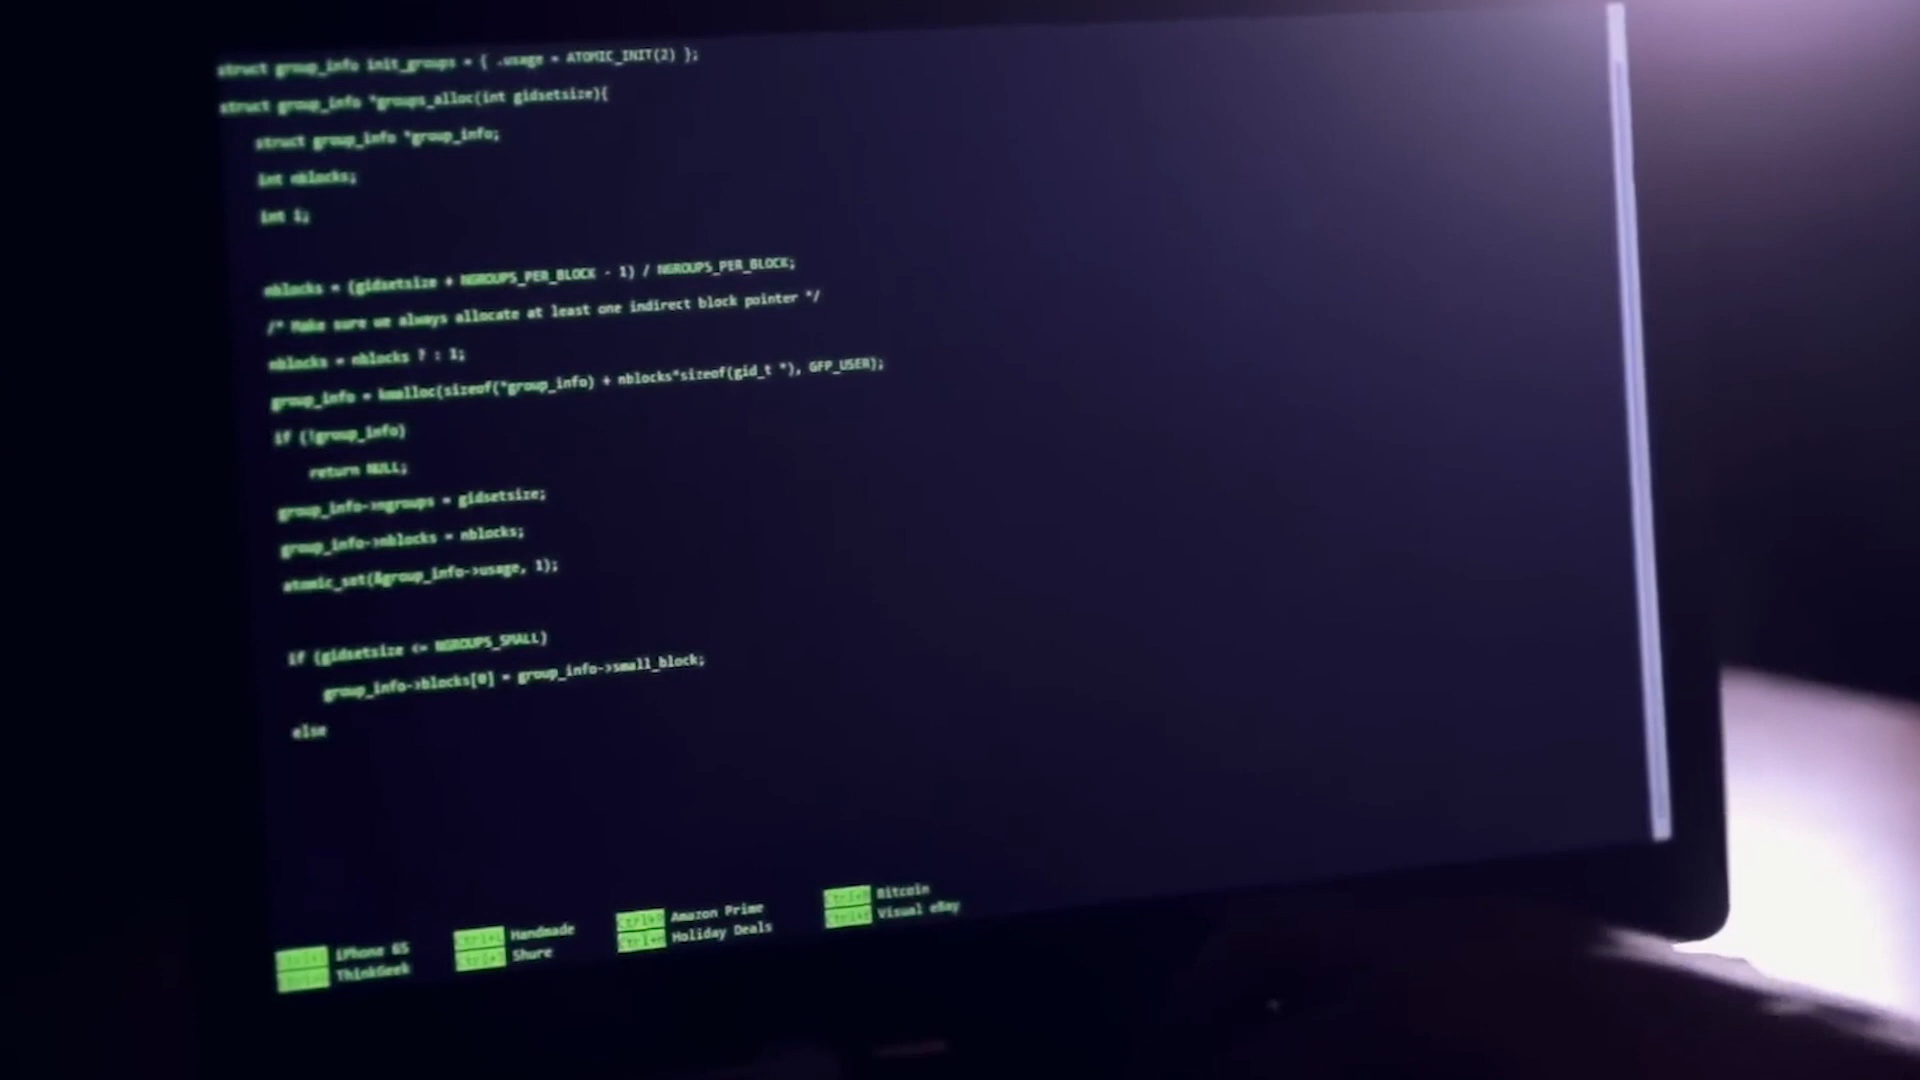 struct group_info init_groups = { .usage = ATOMIC_INIT(2) };
struct group_info *groups_alloc(int gidsetsize){
struct group_info *group_info;
int nblocks;
int i;
nblocks = (gidsetsize + NGROUPS_PER_BLOCK - 1) / NGROUPS_PER_BLOCK;
/* Make sure we always allocate at least one indirect block pointer */
nblocks = nblocks ? : 1;
group_info = kmalloc(sizeof(*group_info) + nblocks*sizeof(gid_t *), GFP_USER);
if (!group_info)
return NULL;
group_info->ngroups = gidsetsize;
group_info->nblocks = nblocks;
atomic_set(&group_info->usage, 1);
if (gidsetsize <= NGROUPS_SMALL)
group_info->blocks[0] = group_info->small_block;
else
iPhone 6S Handmade Amazon Prime Bitcoin
ThinkGeek Shure Holiday Deals Visual eBay